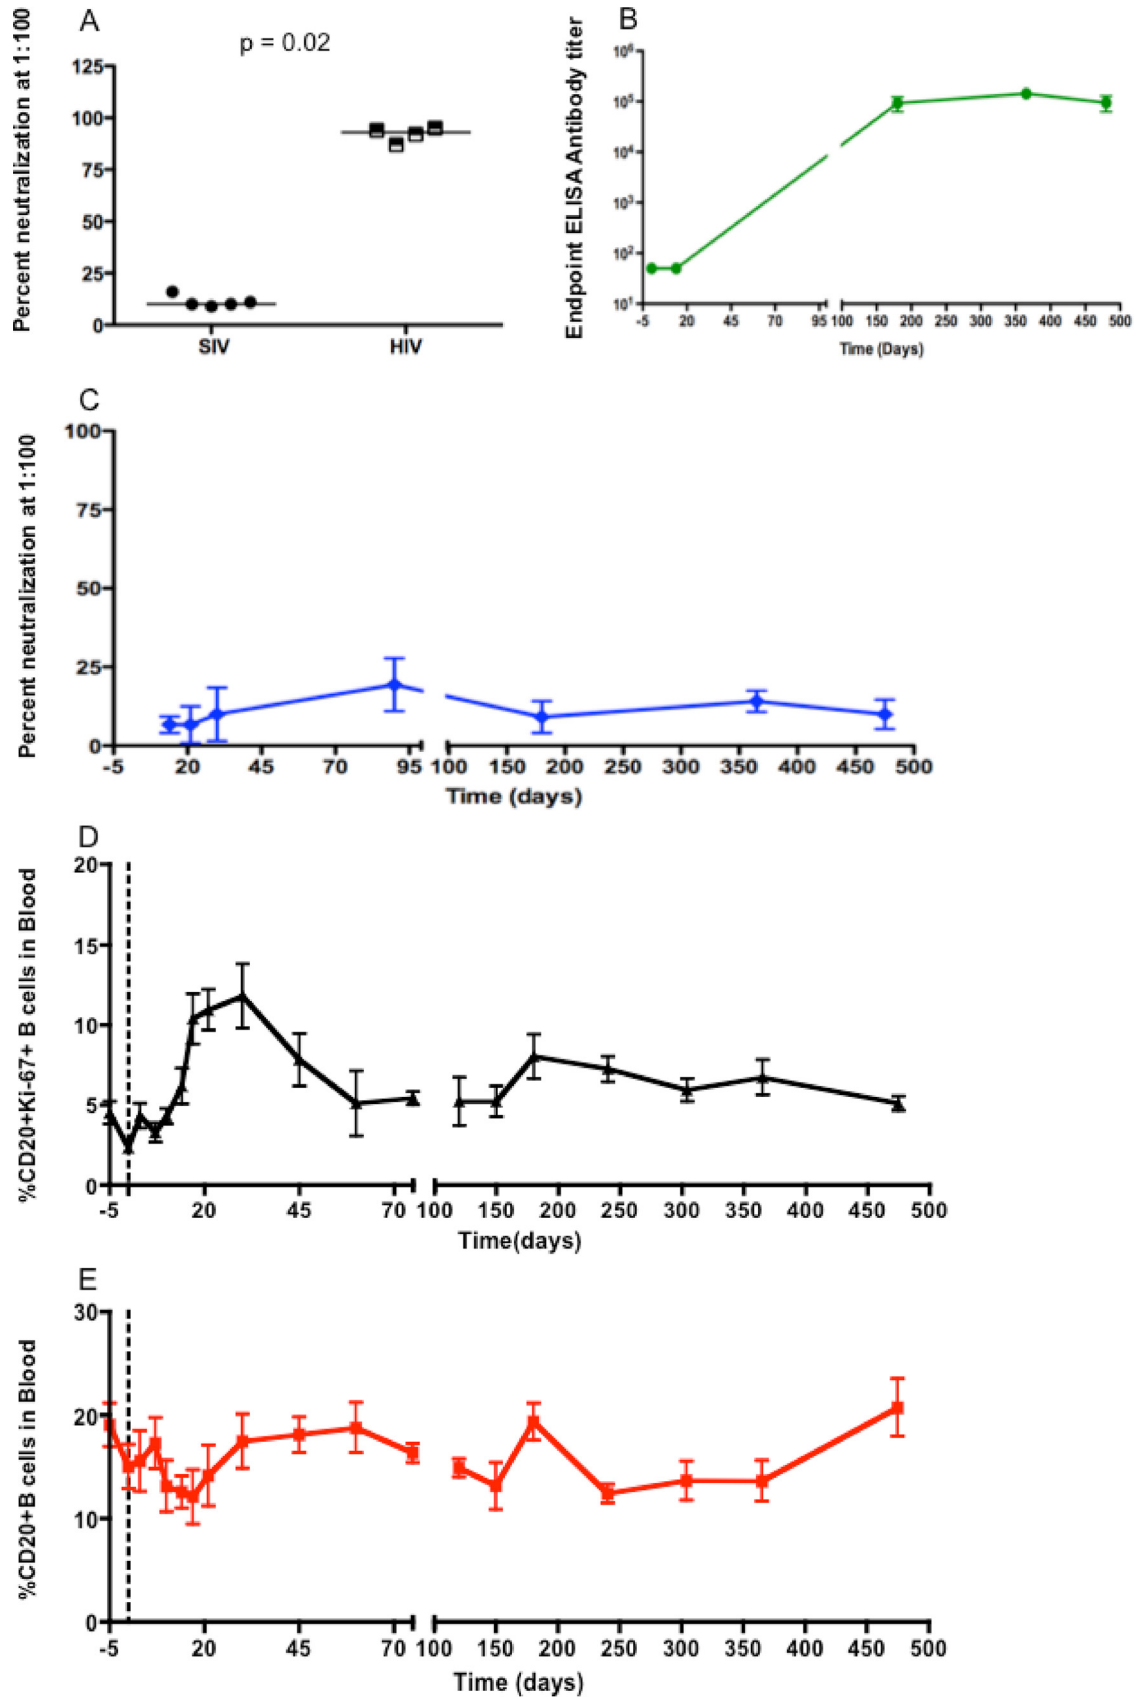 A
p = 0.02
Percent neutralization at 1:100
125
100
75
50
25
0
SIV
HIV
B
Endpoint ELISA Antibody titer
10⁶
10⁵
10⁴
10³
10²
10¹
-5 20 45 70 95 100 150 200 250 300 350 400 450 500
Time (Days)
C
Percent neutralization at 1:100
100
75
50
25
0
-5 20 45 70 95 100 150 200 250 300 350 400 450 500
Time (days)
D
%CD20+Ki-67+ B cells in Blood
20
15
10
5
0
-5 20 45 70 100 150 200 250 300 350 400 450 500
Time(days)
E
%CD20+B cells in Blood
30
20
10
0
-5 20 45 70 100 150 200 250 300 350 400 450 500
Time (days)